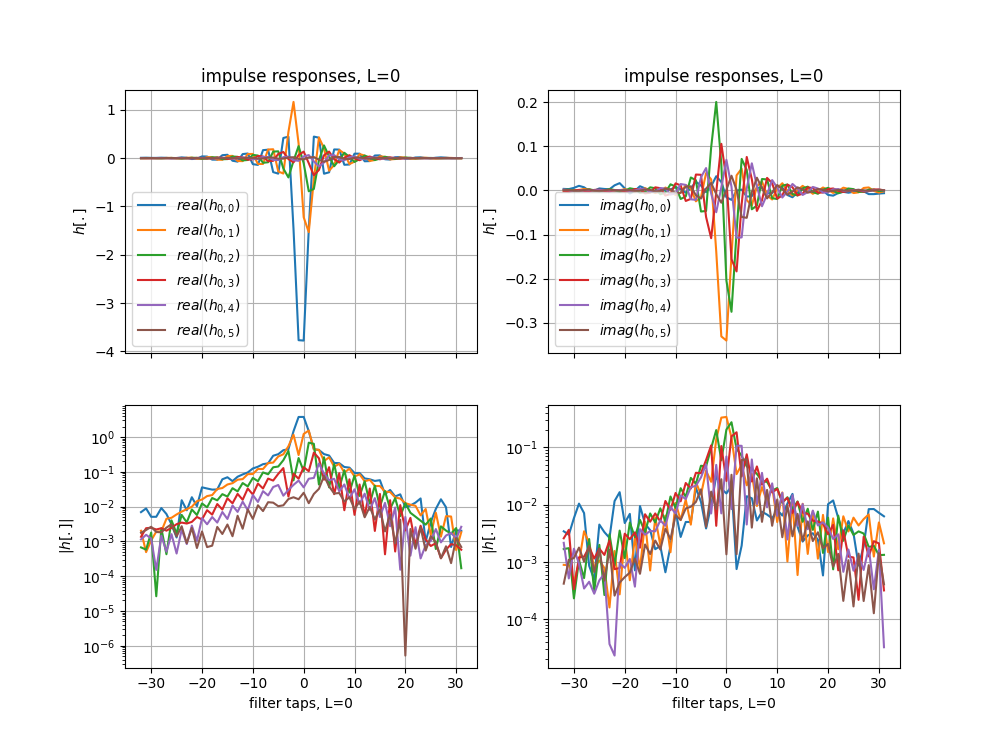 impulse responses, L=0
1
0
−1
−2
−3
−4
h[.]
real(h0,0)
real(h0,1)
real(h0,2)
real(h0,3)
real(h0,4)
real(h0,5)
impulse responses, L=0
0.2
0.1
0.0
−0.1
−0.2
−0.3
h[.]
imag(h0,0)
imag(h0,1)
imag(h0,2)
imag(h0,3)
imag(h0,4)
imag(h0,5)
10^0
10^−1
10^−2
10^−3
10^−4
10^−5
10^−6
|h[.]|
−30 −20 −10 0 10 20 30
filter taps, L=0
10^−1
10^−2
10^−3
10^−4
|h[.]|
−30 −20 −10 0 10 20 30
filter taps, L=0